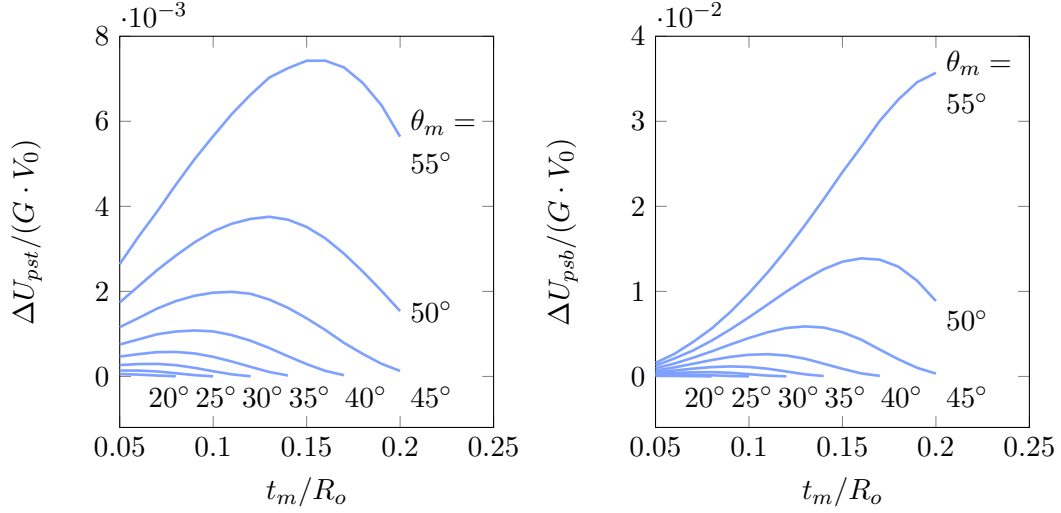 ·10⁻³
8
6
4
2
0
ΔU_pst/(G · V_0)
θ_m =
55°
50°
20° 25° 30° 35° 40° 45°
0.05 0.1 0.15 0.2 0.25
t_m/R_o
·10⁻²
4
3
2
1
0
ΔU_psb/(G · V_0)
θ_m =
55°
50°
20° 25° 30° 35° 40° 45°
0.05 0.1 0.15 0.2 0.25
t_m/R_o